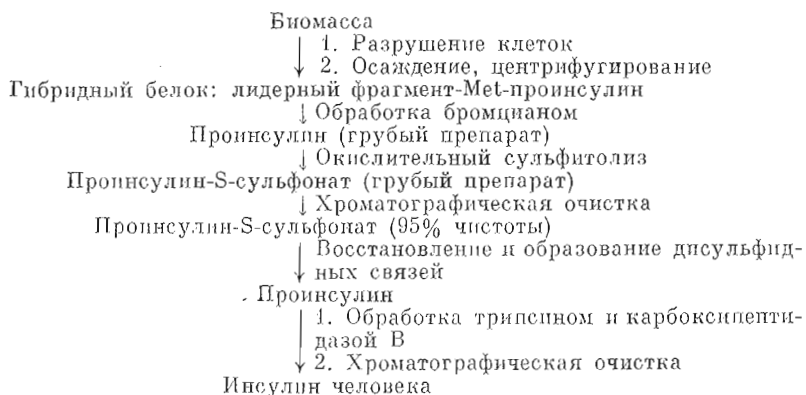 Биомасса
1. Разрушение клеток
2. Осаждение, центрифугирование
Гибридный белок: лидерный фрагмент-Met-проинсулин
Обработка бромцианом
Проинсулин (грубый препарат)
Окислительный сульфитолиз
Проинсулин-S-сульфонат (грубый препарат)
Хроматографическая очистка
Проинсулин-S-сульфонат (95% чистоты)
Восстановление и образование дисульфид-
ных связей
Проинсулин
1. Обработка трипсином и карбоксипепти-
дазой В
2. Хроматографическая очистка
Инсулин человека